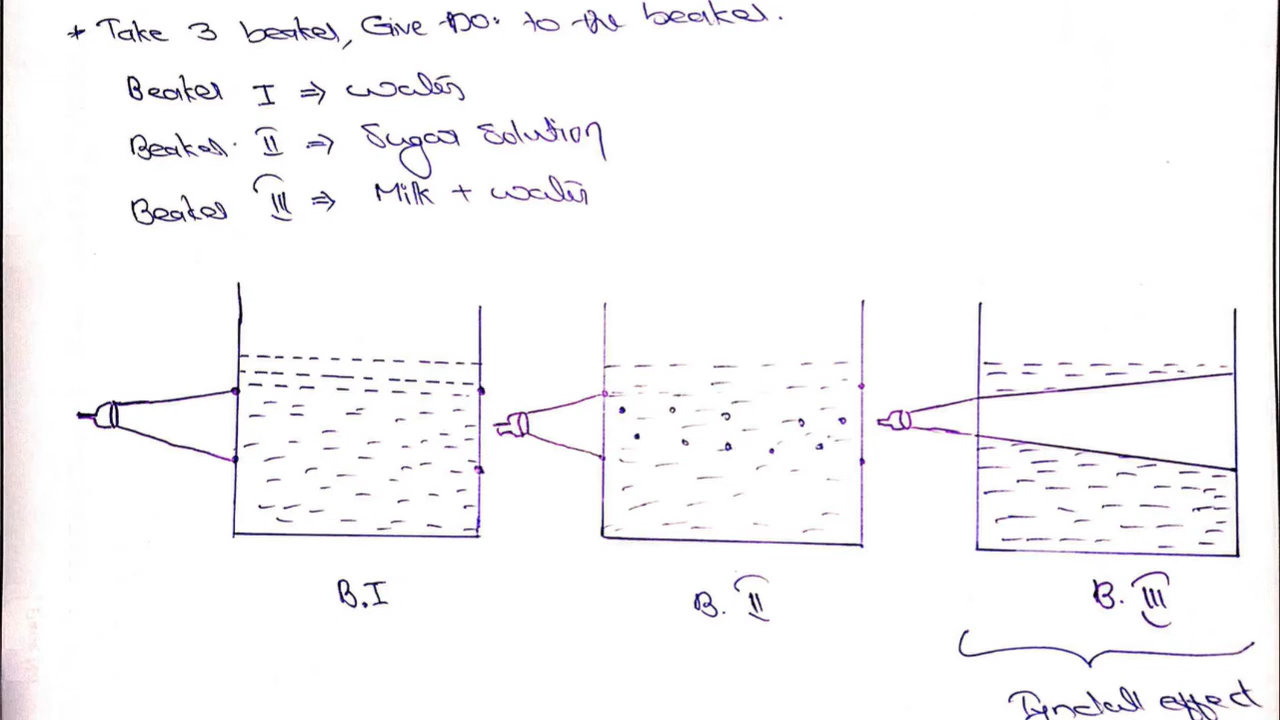 * Take 3 beaker, Give No. to the beaker.
Beaker I ⇒ water
Beaker II ⇒ Sugar Solution
Beaker III ⇒ Milk + water
B.I
B. II
B. III
Tyndall effect